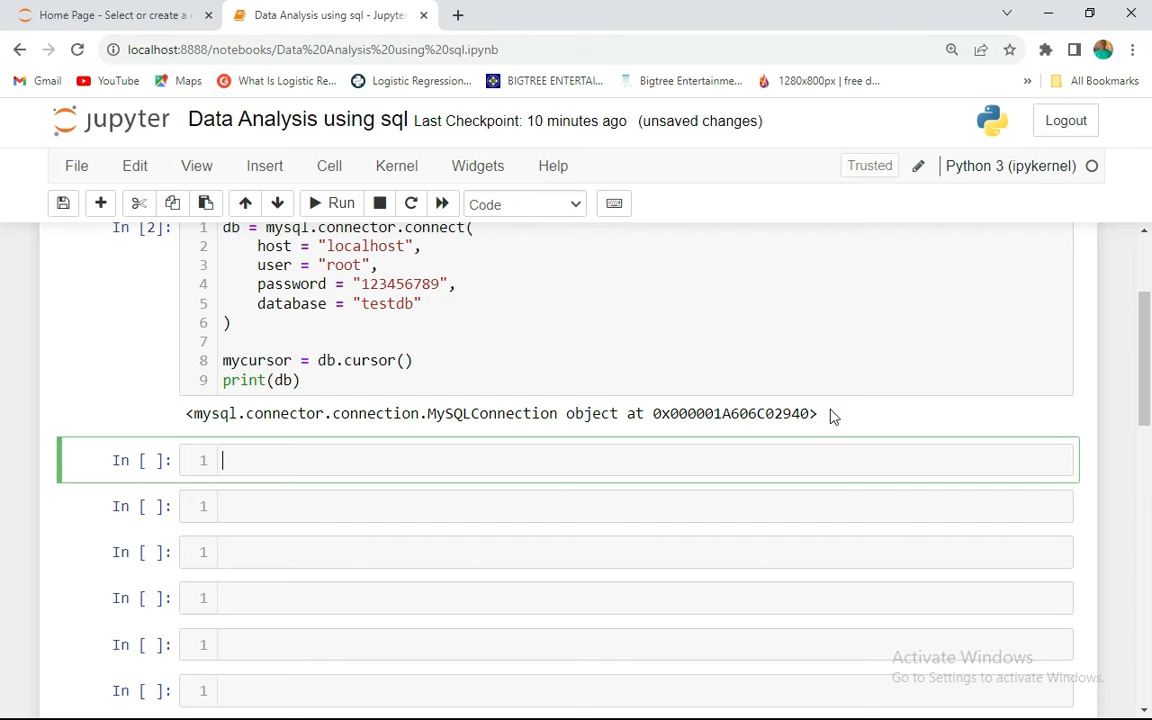 Home Page - Select or create a
Data Analysis using sql - Jupyter
localhost:8888/notebooks/Data%20Analysis%20using%20sql.ipynb
Gmail YouTube Maps What Is Logistic Re... Logistic Regression... BIGTREE ENTERTAI... Bigtree Entertainme... 1280x800px | free d... » All Bookmarks
jupyter Data Analysis using sql Last Checkpoint: 10 minutes ago (unsaved changes) Logout
File Edit View Insert Cell Kernel Widgets Help Trusted Python 3 (ipykernel)
Run Code
In [2]: 1 db = mysql.connector.connect(
2 host = "localhost",
3 user = "root",
4 password = "123456789",
5 database = "testdb"
6 )
7
8 mycursor = db.cursor()
9 print(db)
<mysql.connector.connection.MySQLConnection object at 0x000001A606C02940>
In [ ]: 1
In [ ]: 1
In [ ]: 1
In [ ]: 1
In [ ]: 1
In [ ]: 1
Activate Windows
Go to Settings to activate Windows.